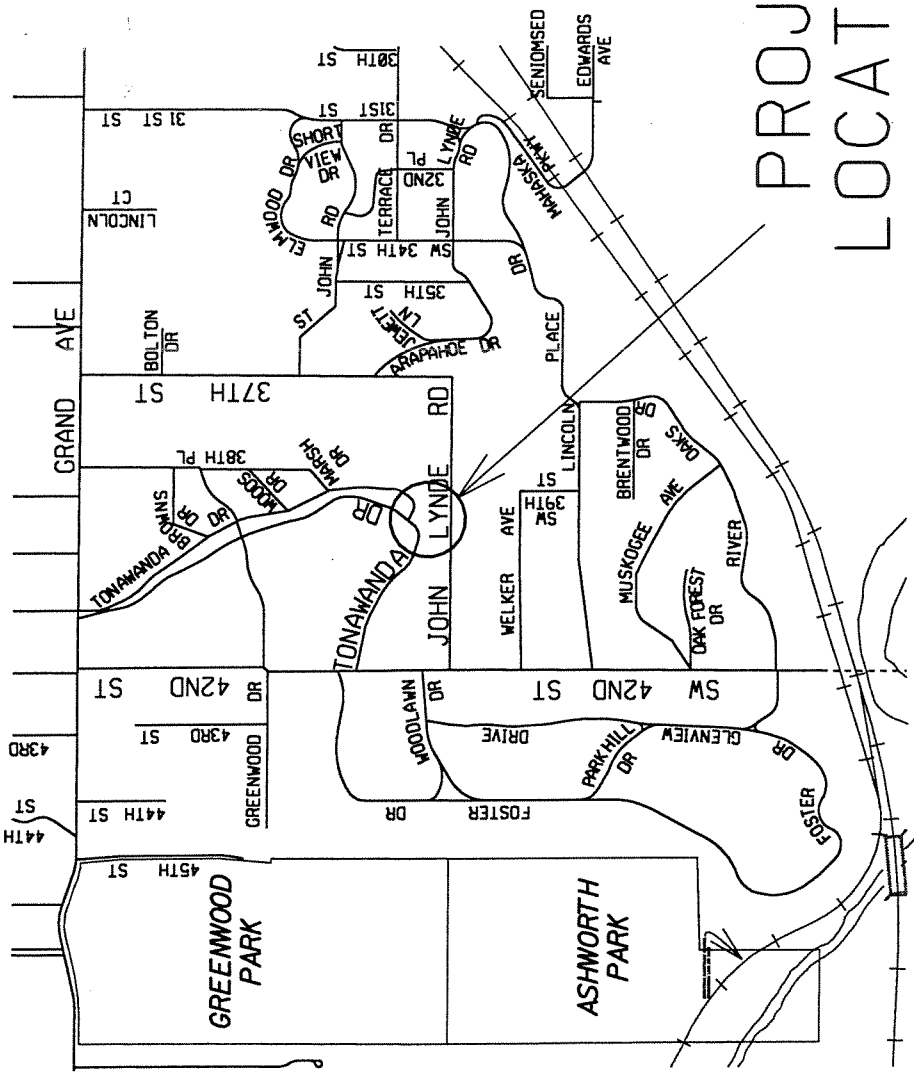 PROJ
LOCAT
GRAND AVE
31 ST ST
LINCOLN
CT
ELMWOOD DR
SHORT
VIEW
DR
31ST ST
30TH ST
SENIOMSED
EDWARDS
AVE
JOHN
RD
TERRACE DR
32ND
PL
JOHN LYNDE
RD
MAHASKA
PKWY
SW 34TH ST
35TH
ST
ST
JEWETT
LN
ARAPAHOE DR
BOLTON
DR
37TH
ST
38TH PL
BROWNS
DR
DR
WOODS
DR
MARSH
DR
TONAWANDA
TONAWANDA DR
JOHN LYNDE RD
DR
LINCOLN PLACE
SW
39TH
ST
WELKER AVE
BRENTWOOD
DR
OAKS
DR
MUSKOGEE AVE
RIVER
OAK FOREST
DR
42ND
ST
SW 42ND ST
43RD
43RD ST
GREENWOOD DR
44TH
ST
44TH ST
45TH ST
WOODLAWN
DR
GLENVIEW DRIVE
PARK HILL
DR
FOSTER DR
FOSTER
DR
GREENWOOD
PARK
ASHWORTH
PARK